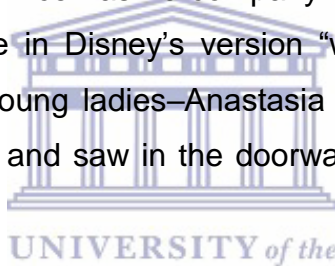 e in Disney's version "v
oung ladies–Anastasia
and saw in the doorwa
UNIVERSITY of the